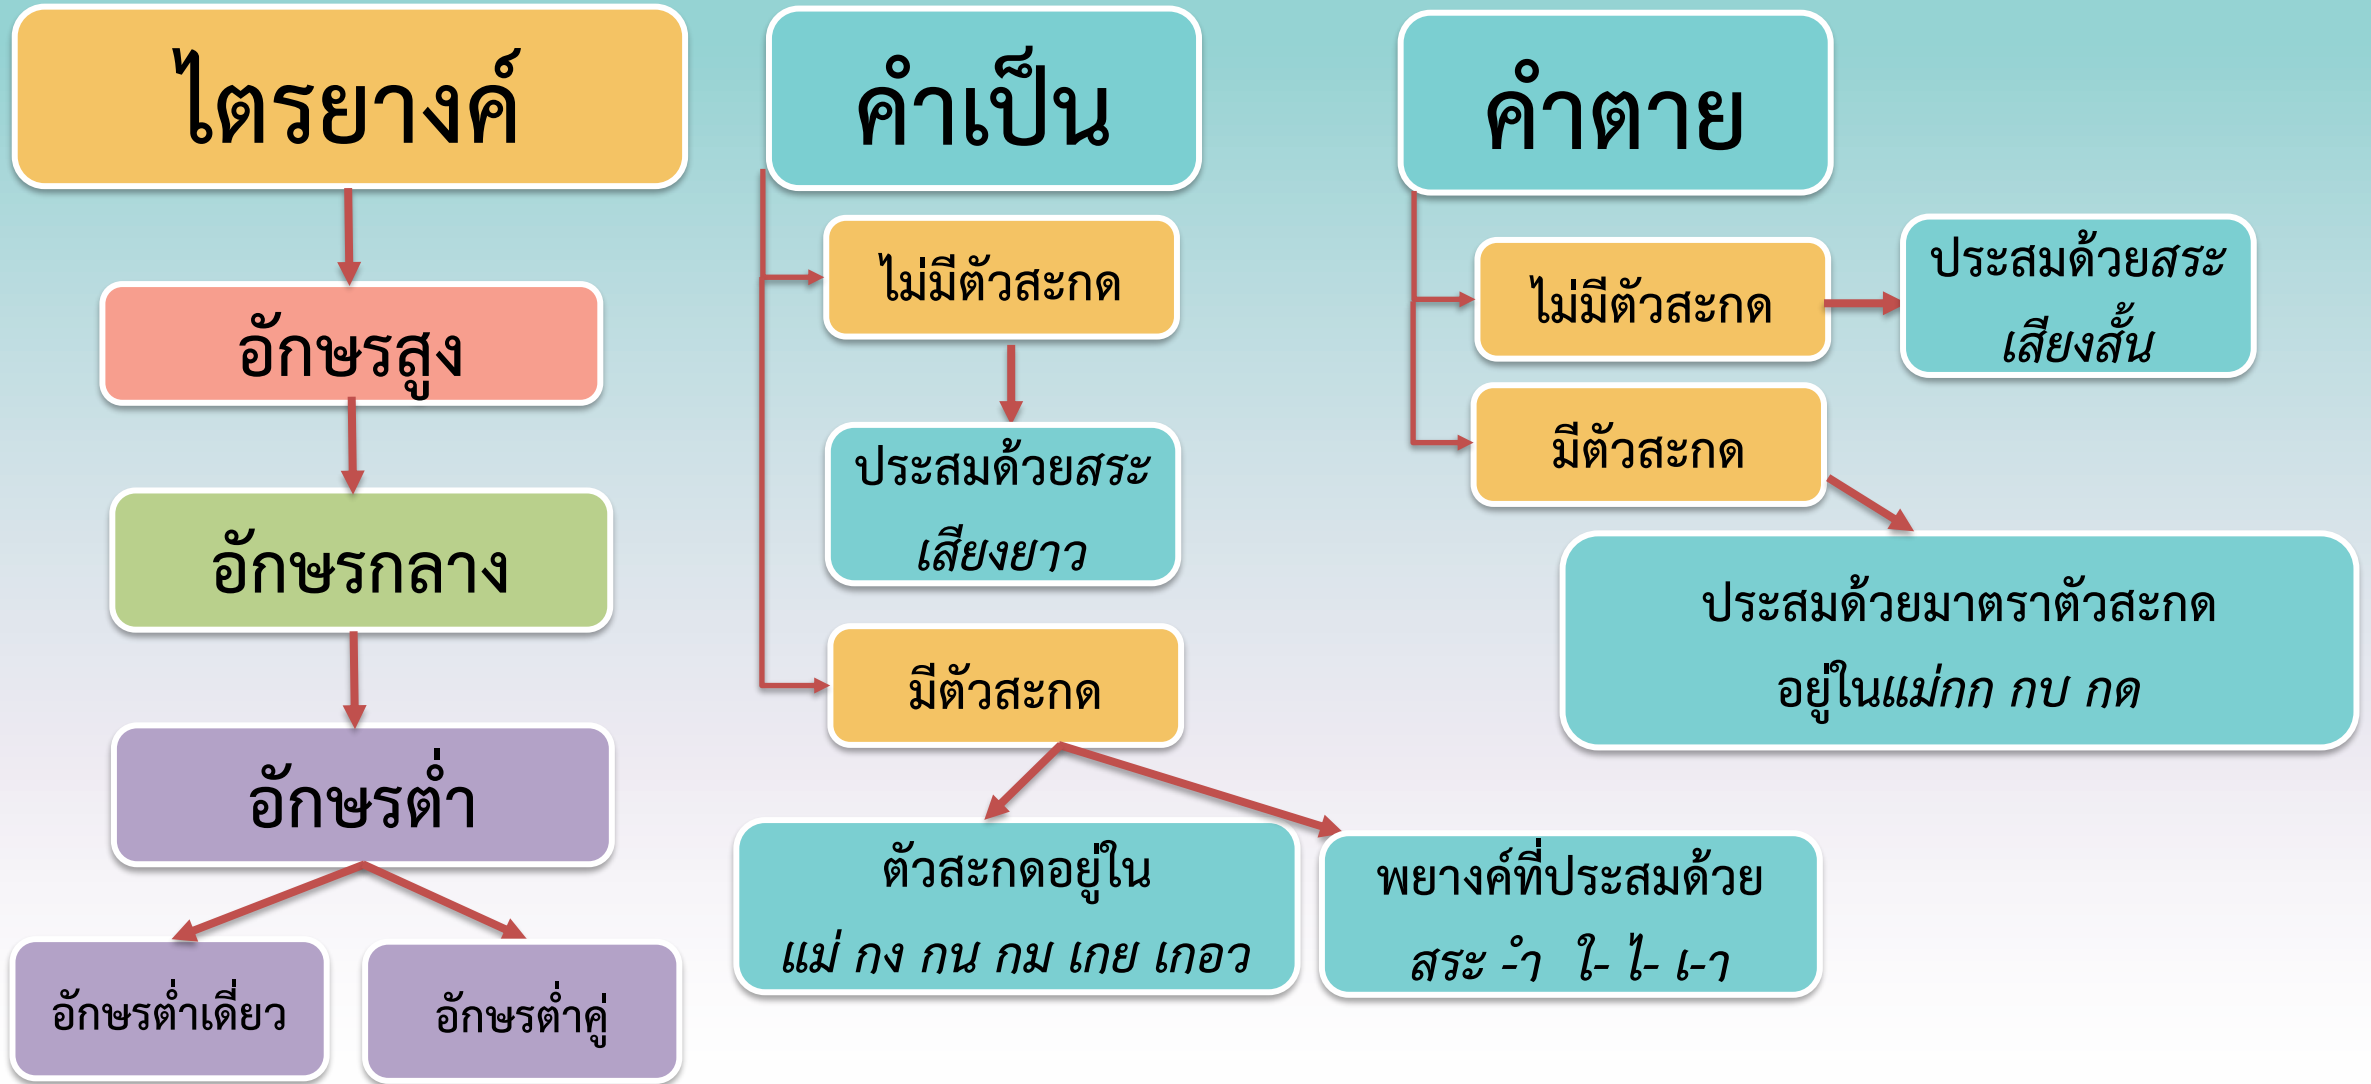 ไตรยางศ์
อักษรสูง
อักษรกลาง
อักษรต่ำ
อักษรต่ำเดี่ยว
อักษรต่ำคู่
คำเป็น
ไม่มีตัวสะกด
ประสมด้วยสระ
เสียงยาว
มีตัวสะกด
ตัวสะกดอยู่ใน
แม่ กง กน กม เกย เกอว
พยางค์ที่ประสมด้วย
สระ -ำ ใ- ไ- เ-า
คำตาย
ไม่มีตัวสะกด
ประสมด้วยสระ
เสียงสั้น
มีตัวสะกด
ประสมด้วยมาตราตัวสะกด
อยู่ในแม่กก กบ กด